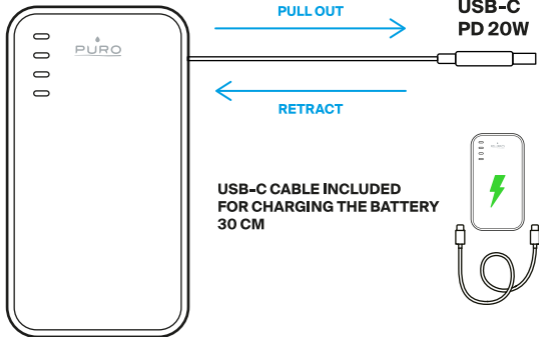 PULL OUT
USB-C
PD 20W
PURO
RETRACT
USB-C CABLE INCLUDED
FOR CHARGING THE BATTERY
30 CM